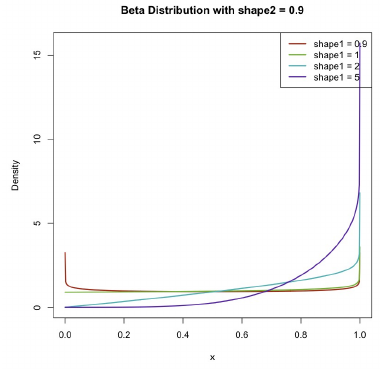 Beta Distribution with shape2 = 0.9
shape1 = 0.9
shape1 = 1
shape1 = 2
shape1 = 5
Density
15
10
5
0
0.0 0.2 0.4 0.6 0.8 1.0
x